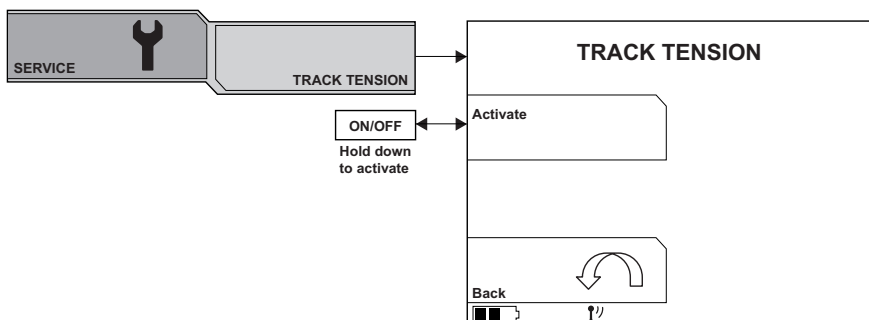 SERVICE
TRACK TENSION
TRACK TENSION
ON/OFF
Hold down
to activate
Activate
Back